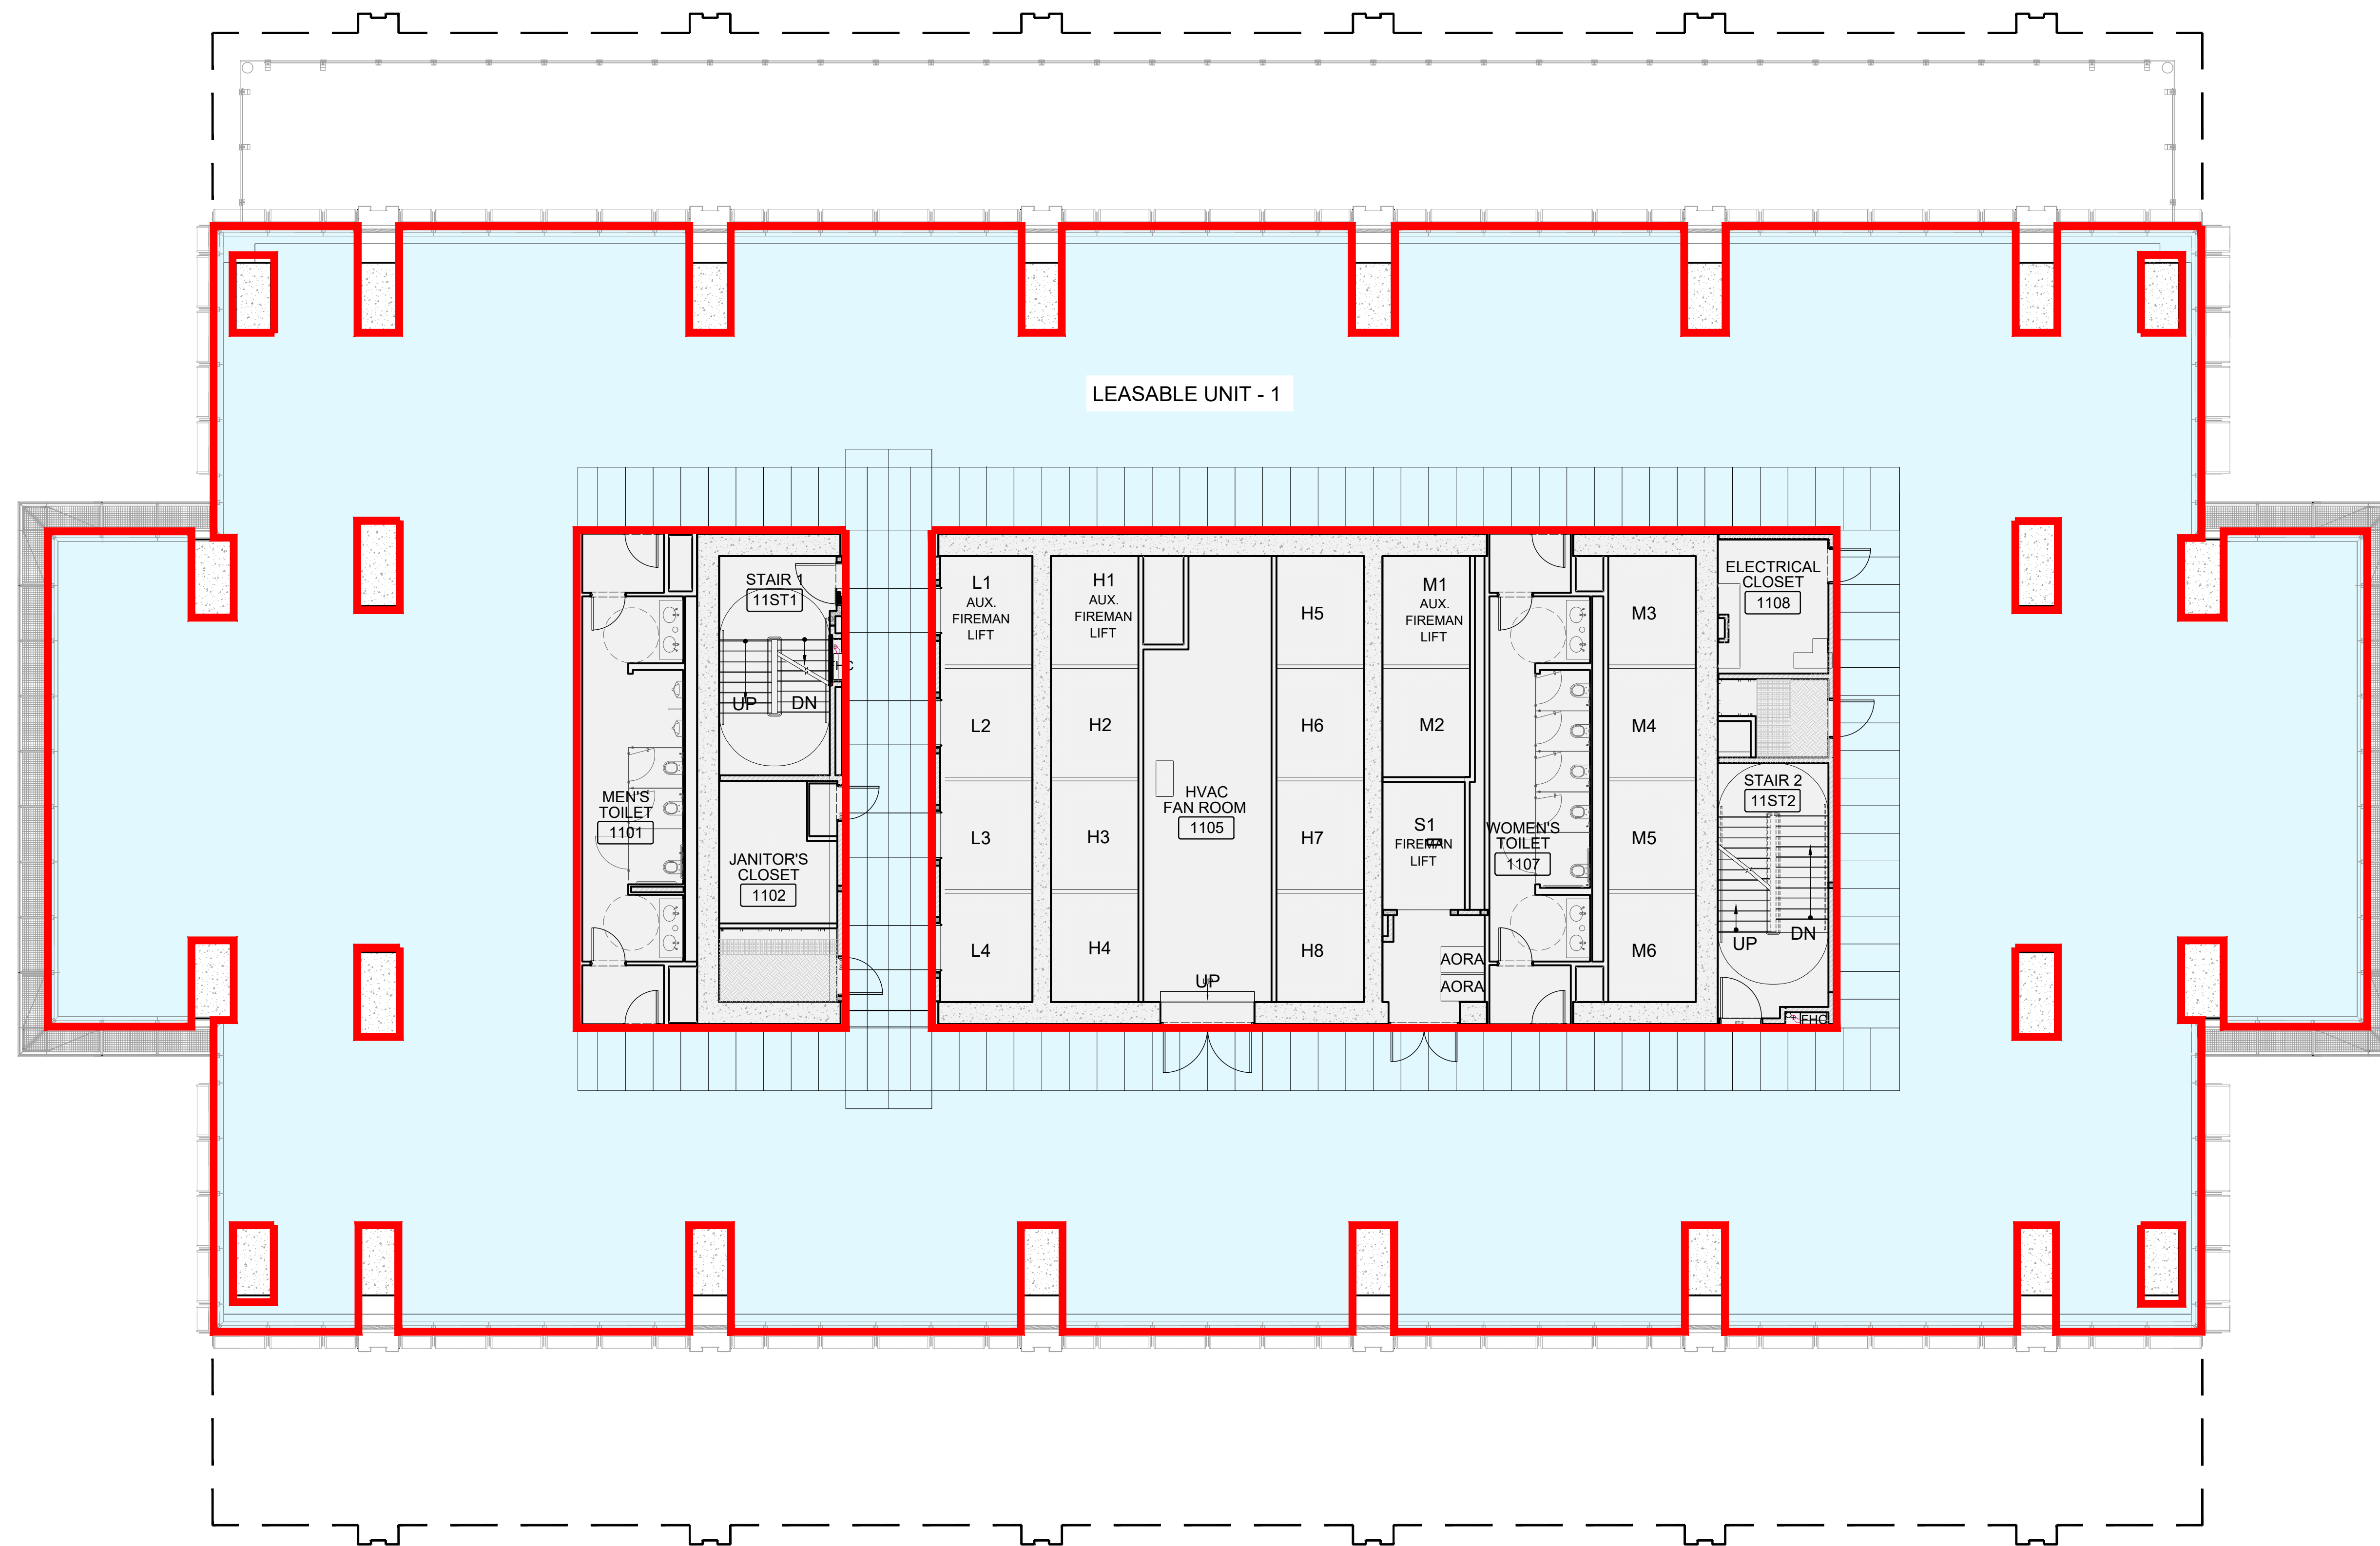 LEASABLE UNIT - 1
STAIR 1
11ST1
UP
DN
MEN'S
TOILET
1101
JANITOR'S
CLOSET
1102
L1
AUX.
FIREMAN
LIFT
L2
L3
L4
H1
AUX.
FIREMAN
LIFT
H2
H3
H4
HVAC
FAN ROOM
1105
UP
H5
H6
H7
H8
M1
AUX.
FIREMAN
LIFT
M2
S1
FIREMAN
LIFT
AORA
AORA
WOMEN'S
TOILET
1107
M3
M4
M5
M6
ELECTRICAL
CLOSET
1108
STAIR 2
11ST2
UP
DN
FHC